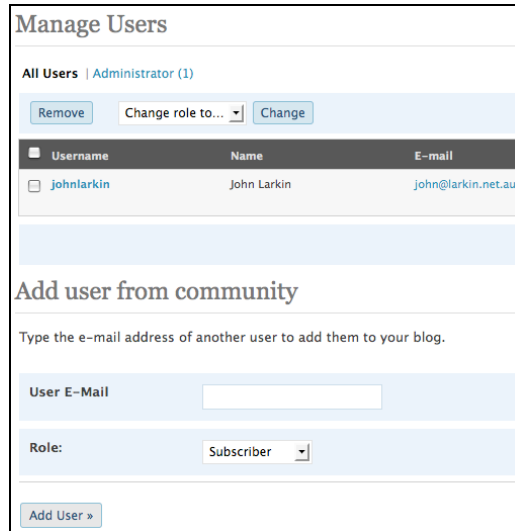 Manage Users
All Users | Administrator (1)
Remove Change role to... Change
Username Name E-mail
johnlarkin John Larkin john@larkin.net.au
Add user from community
Type the e-mail address of another user to add them to your blog.
User E-Mail
Role: Subscriber
Add User »